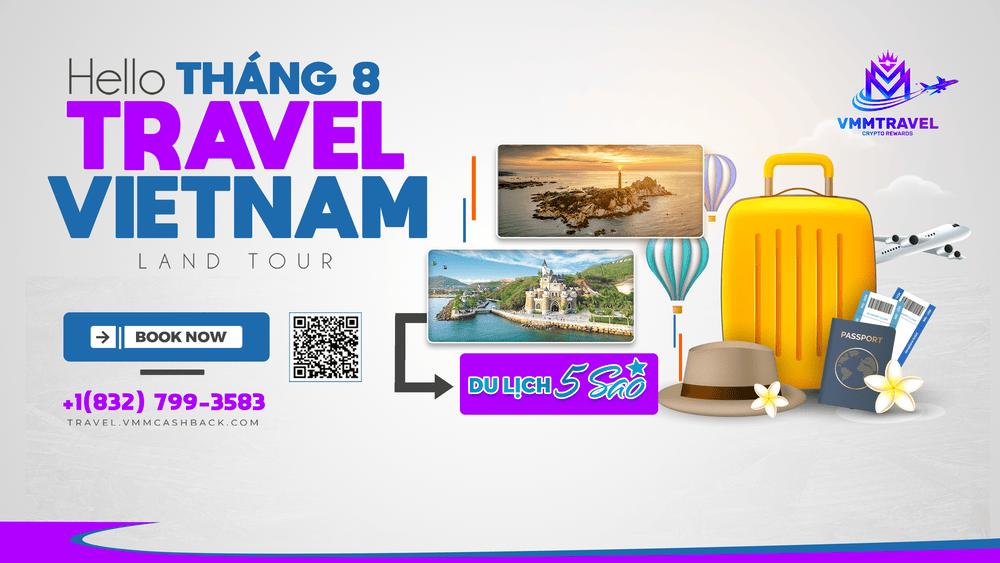 Hello THÁNG 8
TRAVEL
VIETNAM
LAND TOUR
BOOK NOW
+1(832) 799-3583
TRAVEL.VMMCASHBACK.COM
DU LỊCH 5 Sao
VMMTRAVEL
CRYPTO REWARDS
PASSPORT